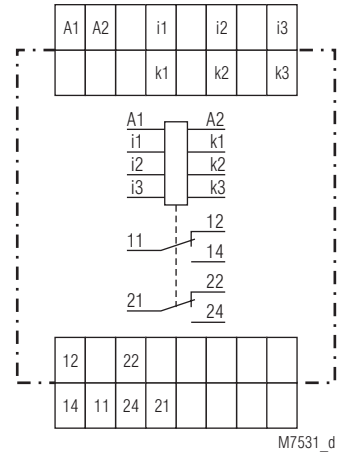 A1 A2 i1 i2 i3
k1 k2 k3
A1 A2
i1 k1
i2 k2
i3 k3
12
11
14
22
21
24
12 22
14 11 24 21
M7531_d